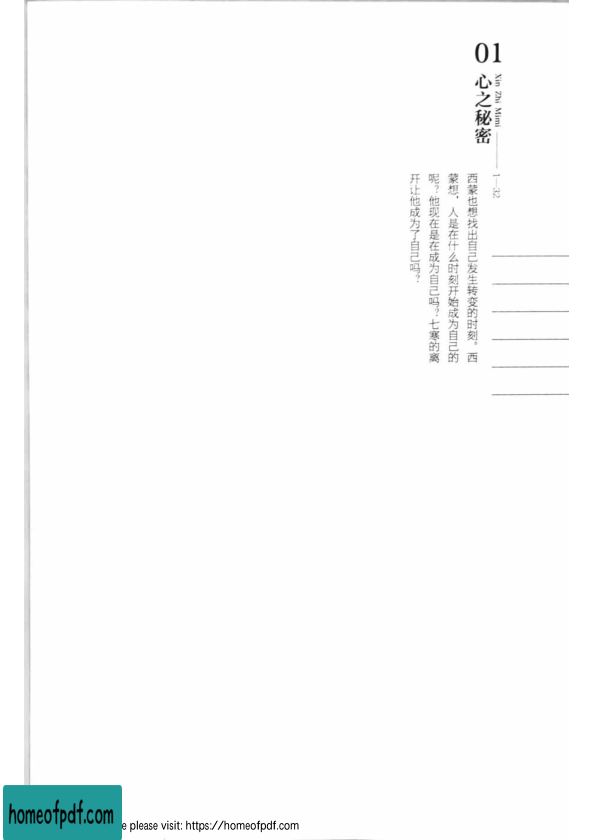 01
心之秘密
Xin Zhi Mimi
1—32
西蒙也想找出自己发生转变的时刻。西
蒙想，人是在什么时刻开始成为自己的
呢？他现在是在成为自己吗？七寒的离
开让他成为了自己吗？
homeofpdf.com
e please visit: https://homeofpdf.com